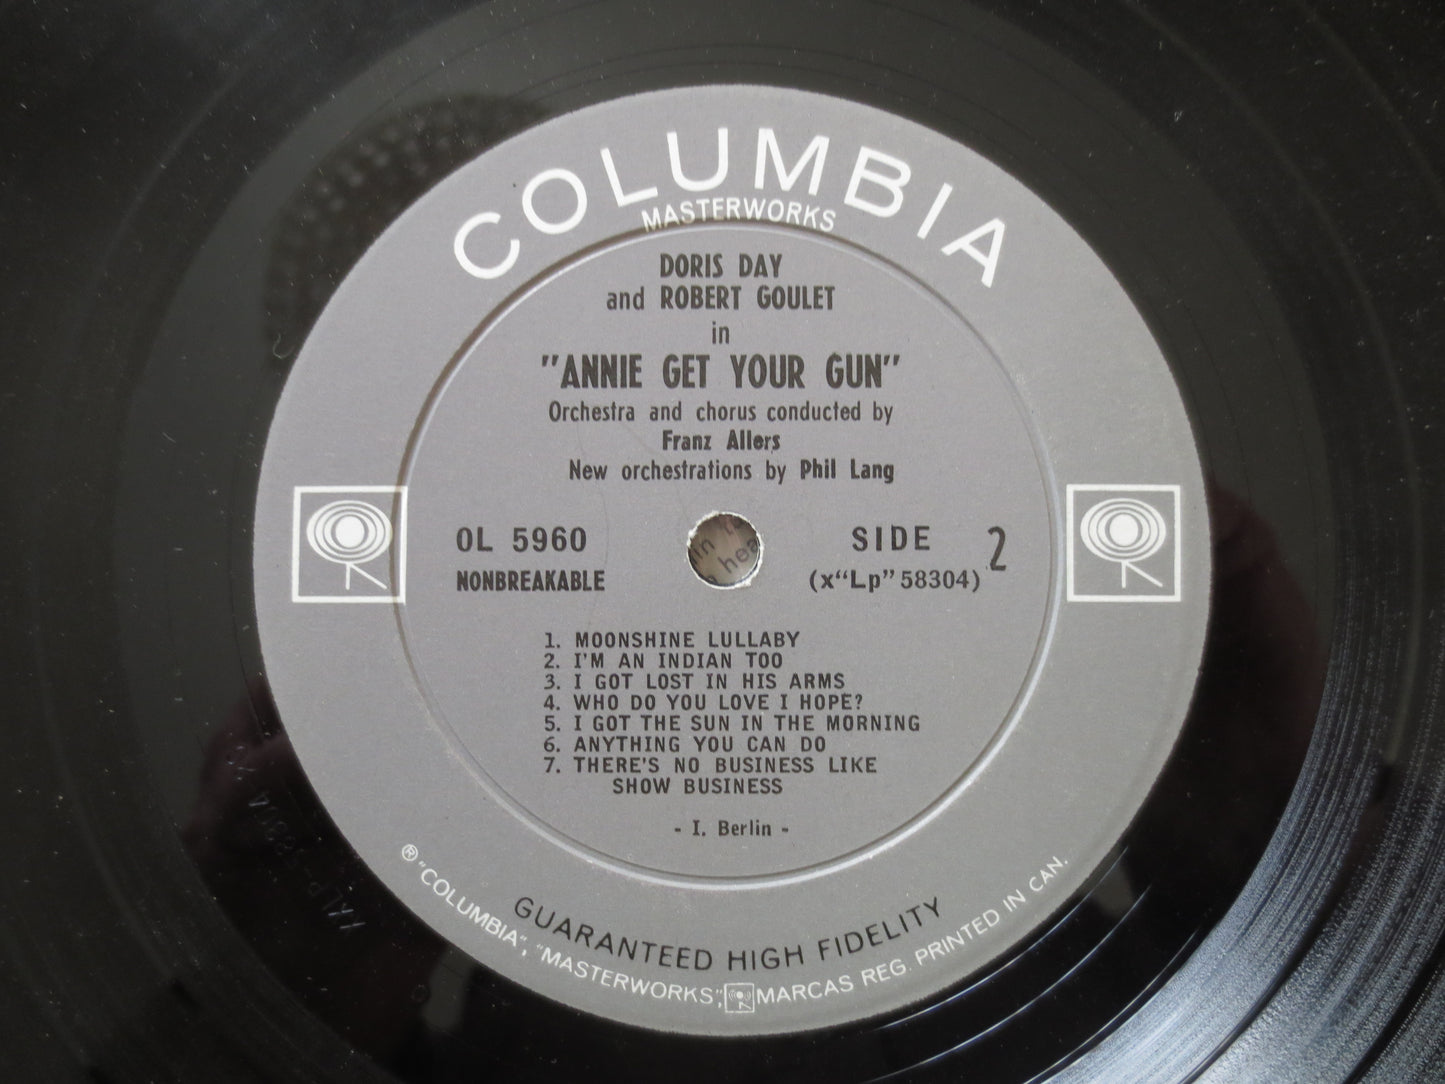 COLUMBIA
MASTERWORKS
DORIS DAY
and ROBERT GOULET
in
"ANNIE GET YOUR GUN"
Orchestra and chorus conducted by
Franz Allers
New orchestrations by Phil Lang
OL 5960
NONBREAKABLE
SIDE 2
(x“Lp” 58304)
1. MOONSHINE LULLABY
2. I'M AN INDIAN TOO
3. I GOT LOST IN HIS ARMS
4. WHO DO YOU LOVE I HOPE?
5. I GOT THE SUN IN THE MORNING
6. ANYTHING YOU CAN DO
7. THERE'S NO BUSINESS LIKE
SHOW BUSINESS
- I. Berlin -
GUARANTEED HIGH FIDELITY
® "COLUMBIA", "MASTERWORKS", MARCAS REG. PRINTED IN CAN.